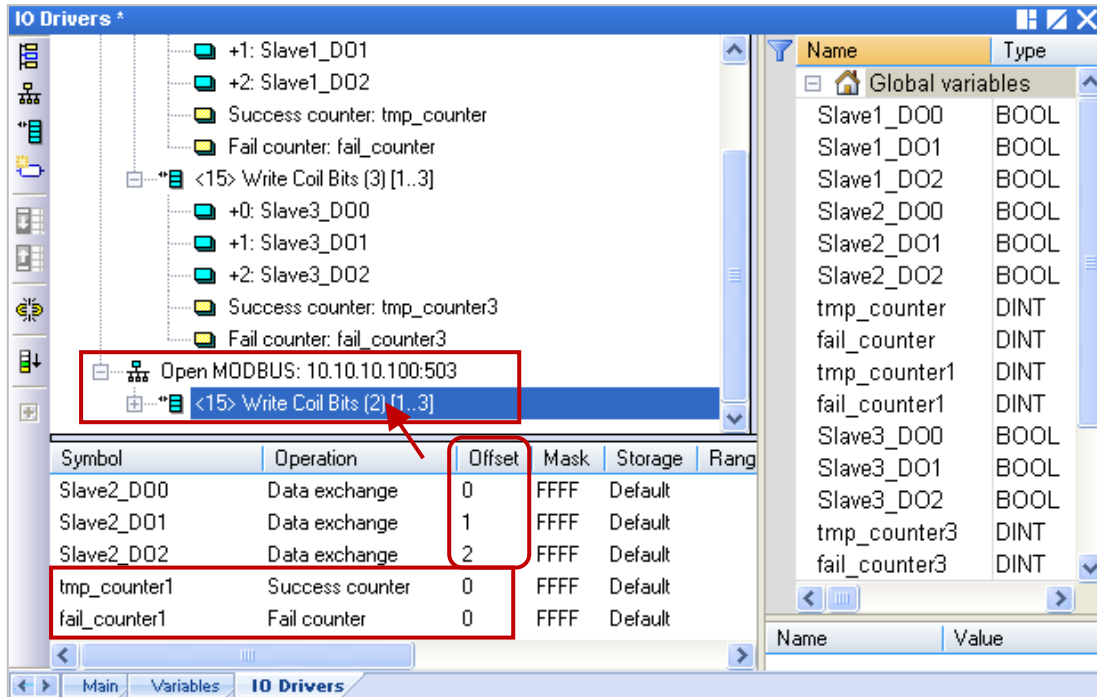 IO Drivers *
+1: Slave1_DO1
+2: Slave1_DO2
Success counter: tmp_counter
Fail counter: fail_counter
<15> Write Coil Bits (3) [1..3]
+0: Slave3_DO0
+1: Slave3_DO1
+2: Slave3_DO2
Success counter: tmp_counter3
Fail counter: fail_counter3
Open MODBUS: 10.10.10.100:503
<15> Write Coil Bits (2) [1..3]
Symbol Operation Offset Mask Storage Rang
Slave2_DO0 Data exchange 0 FFFF Default
Slave2_DO1 Data exchange 1 FFFF Default
Slave2_DO2 Data exchange 2 FFFF Default
tmp_counter1 Success counter 0 FFFF Default
fail_counter1 Fail counter 0 FFFF Default
Name Type
Global variables
Slave1_DO0 BOOL
Slave1_DO1 BOOL
Slave1_DO2 BOOL
Slave2_DO0 BOOL
Slave2_DO1 BOOL
Slave2_DO2 BOOL
tmp_counter DINT
fail_counter DINT
tmp_counter1 DINT
fail_counter1 DINT
Slave3_DO0 BOOL
Slave3_DO1 BOOL
Slave3_DO2 BOOL
tmp_counter3 DINT
fail_counter3 DINT
Name Value
Main Variables IO Drivers